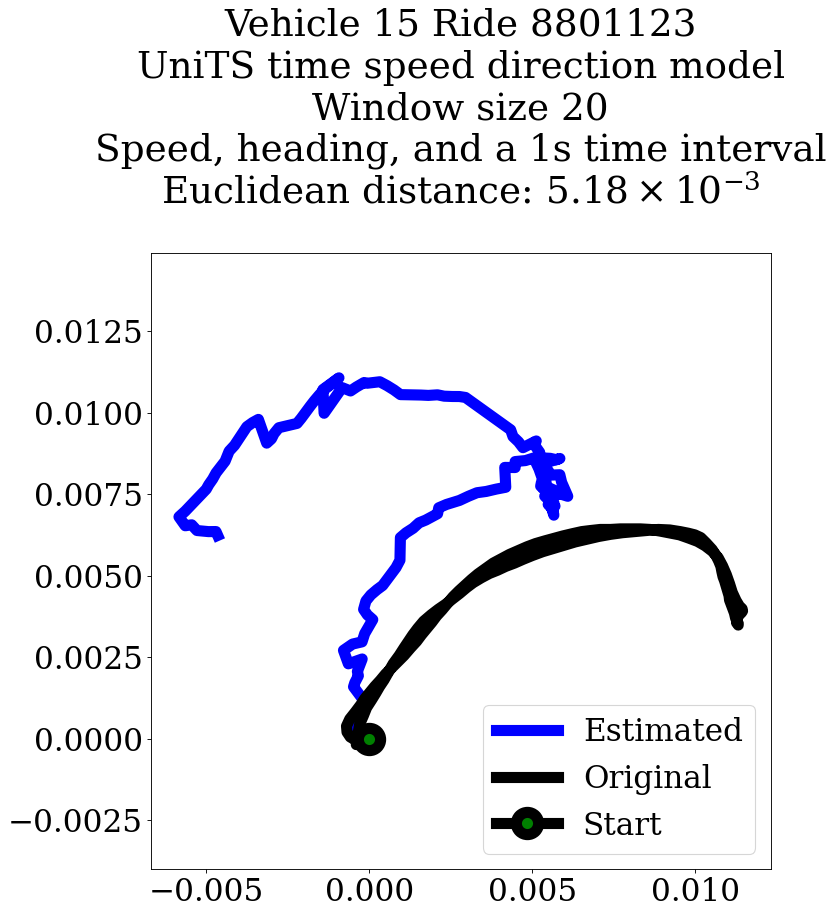 Vehicle 15 Ride 8801123
UniTS time speed direction model
Window size 20
Speed, heading, and a 1s time interval
Euclidean distance: 5.18 × 10⁻³
0.0125
0.0100
0.0075
0.0050
0.0025
0.0000
−0.0025
Estimated
Original
Start
−0.005 0.000 0.005 0.010